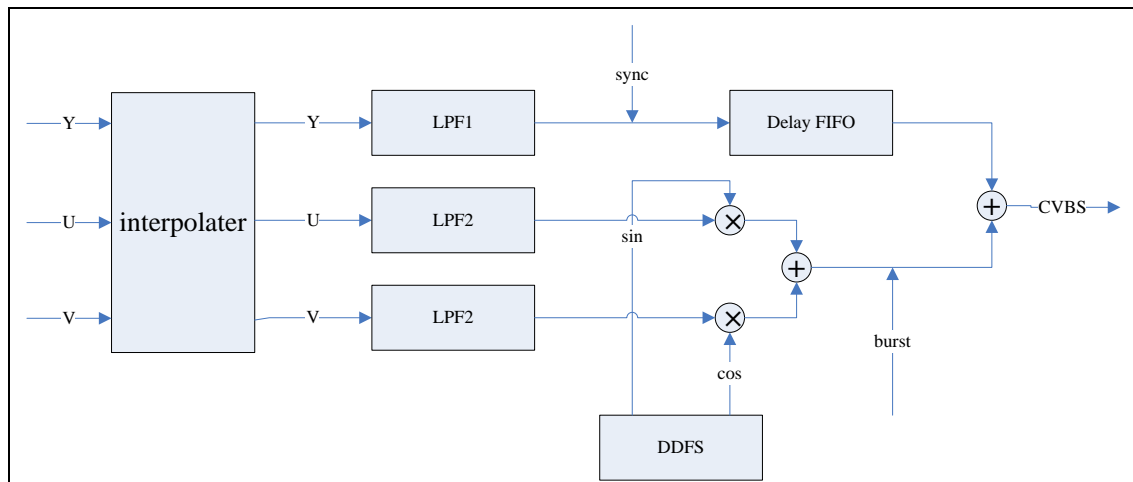 sync
Y
Y
LPF1
Delay FIFO
interpolater
U
U
LPF2
sin
×
+
CVBS
+
V
V
LPF2
×
burst
cos
DDFS